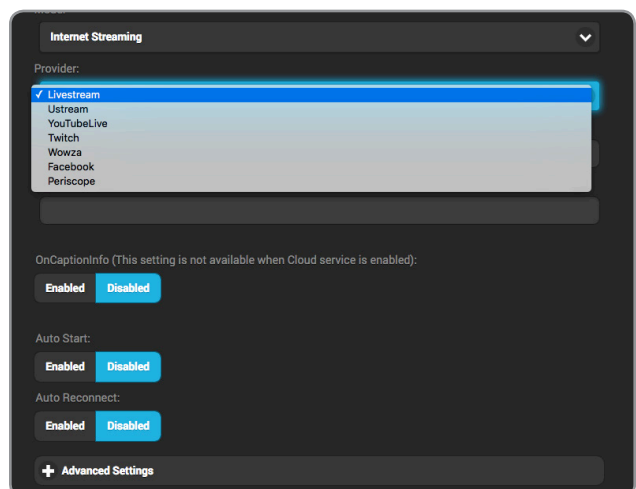 Internet Streaming
Provider:
✓ Livestream
Ustream
YouTubeLive
Twitch
Wowza
Facebook
Periscope
OnCaptionInfo (This setting is not available when Cloud service is enabled):
Enabled Disabled
Auto Start:
Enabled Disabled
Auto Reconnect:
Enabled Disabled
Advanced Settings